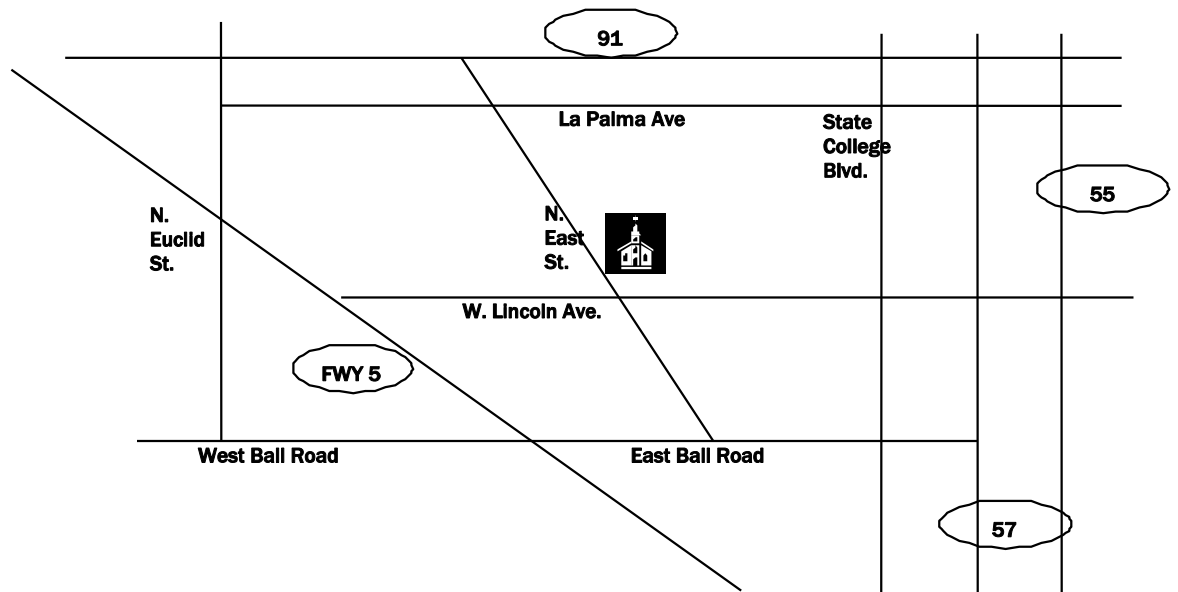 91
La Palma Ave
State
College
Blvd.
55
N.
Euclid
St.
N.
East
St.
W. Lincoln Ave.
FWY 5
West Ball Road
East Ball Road
57